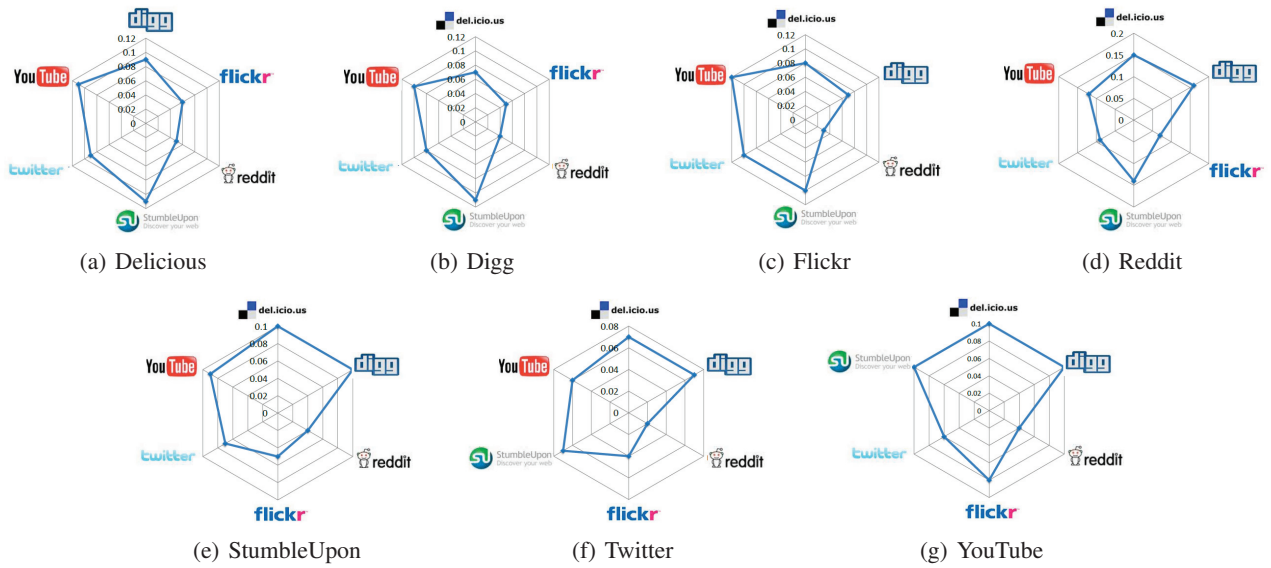 digg
0.12
0.1
0.08
0.06
0.04
0.02
0
YouTube
flickr
twitter
reddit
SU StumbleUpon
Discover your web
(a) Delicious
del.icio.us
0.12
0.1
0.08
0.06
0.04
0.02
0
YouTube
flickr
twitter
reddit
SU StumbleUpon
Discover your web
(b) Digg
del.icio.us
0.12
0.1
0.08
0.06
0.04
0.02
0
YouTube
digg
twitter
reddit
SU StumbleUpon
Discover your web
(c) Flickr
del.icio.us
0.2
0.15
0.1
0.05
0
YouTube
digg
twitter
flickr
SU StumbleUpon
Discover your web
(d) Reddit
del.icio.us
0.1
0.08
0.06
0.04
0.02
0
YouTube
digg
twitter
reddit
flickr
(e) StumbleUpon
del.icio.us
0.08
0.06
0.04
0.02
0
YouTube
digg
SU StumbleUpon
Discover your web
reddit
flickr
(f) Twitter
del.icio.us
0.1
0.08
0.06
0.04
0.02
0
SU StumbleUpon
Discover your web
digg
twitter
reddit
flickr
(g) YouTube